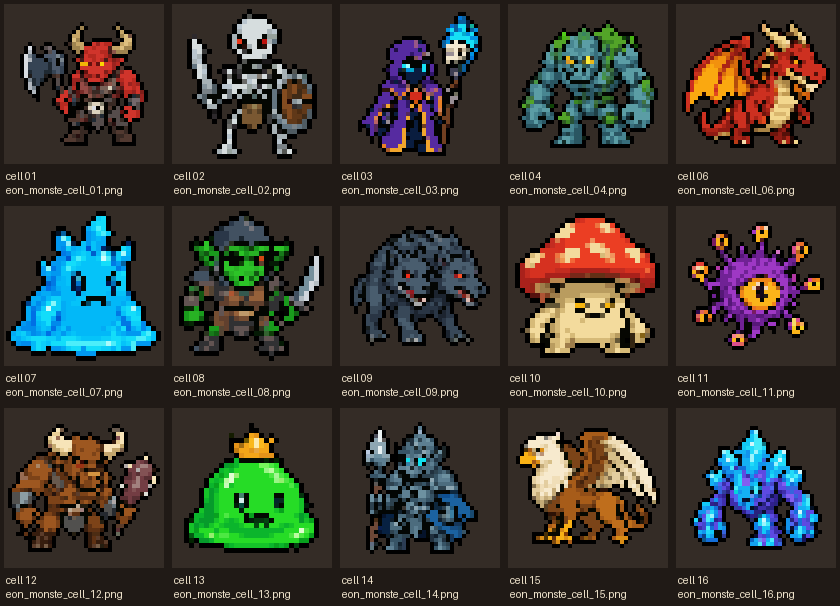 cell01
eon_monste_cell_01.png
cell02
eon_monste_cell_02.png
cell03
eon_monste_cell_03.png
cell04
eon_monste_cell_04.png
cell06
eon_monste_cell_06.png
cell07
eon_monste_cell_07.png
cell08
eon_monste_cell_08.png
cell09
eon_monste_cell_09.png
cell10
eon_monste_cell_10.png
cell11
eon_monste_cell_11.png
cell12
eon_monste_cell_12.png
cell13
eon_monste_cell_13.png
cell14
eon_monste_cell_14.png
cell15
eon_monste_cell_15.png
cell16
eon_monste_cell_16.png